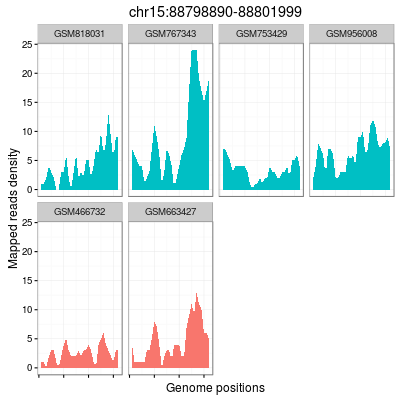 chr15:88798890-88801999
GSM818031 GSM767343 GSM753429 GSM956008
25
20
15
10
5
0
Mapped reads density
GSM466732 GSM663427
25
20
15
10
5
0
Genome positions